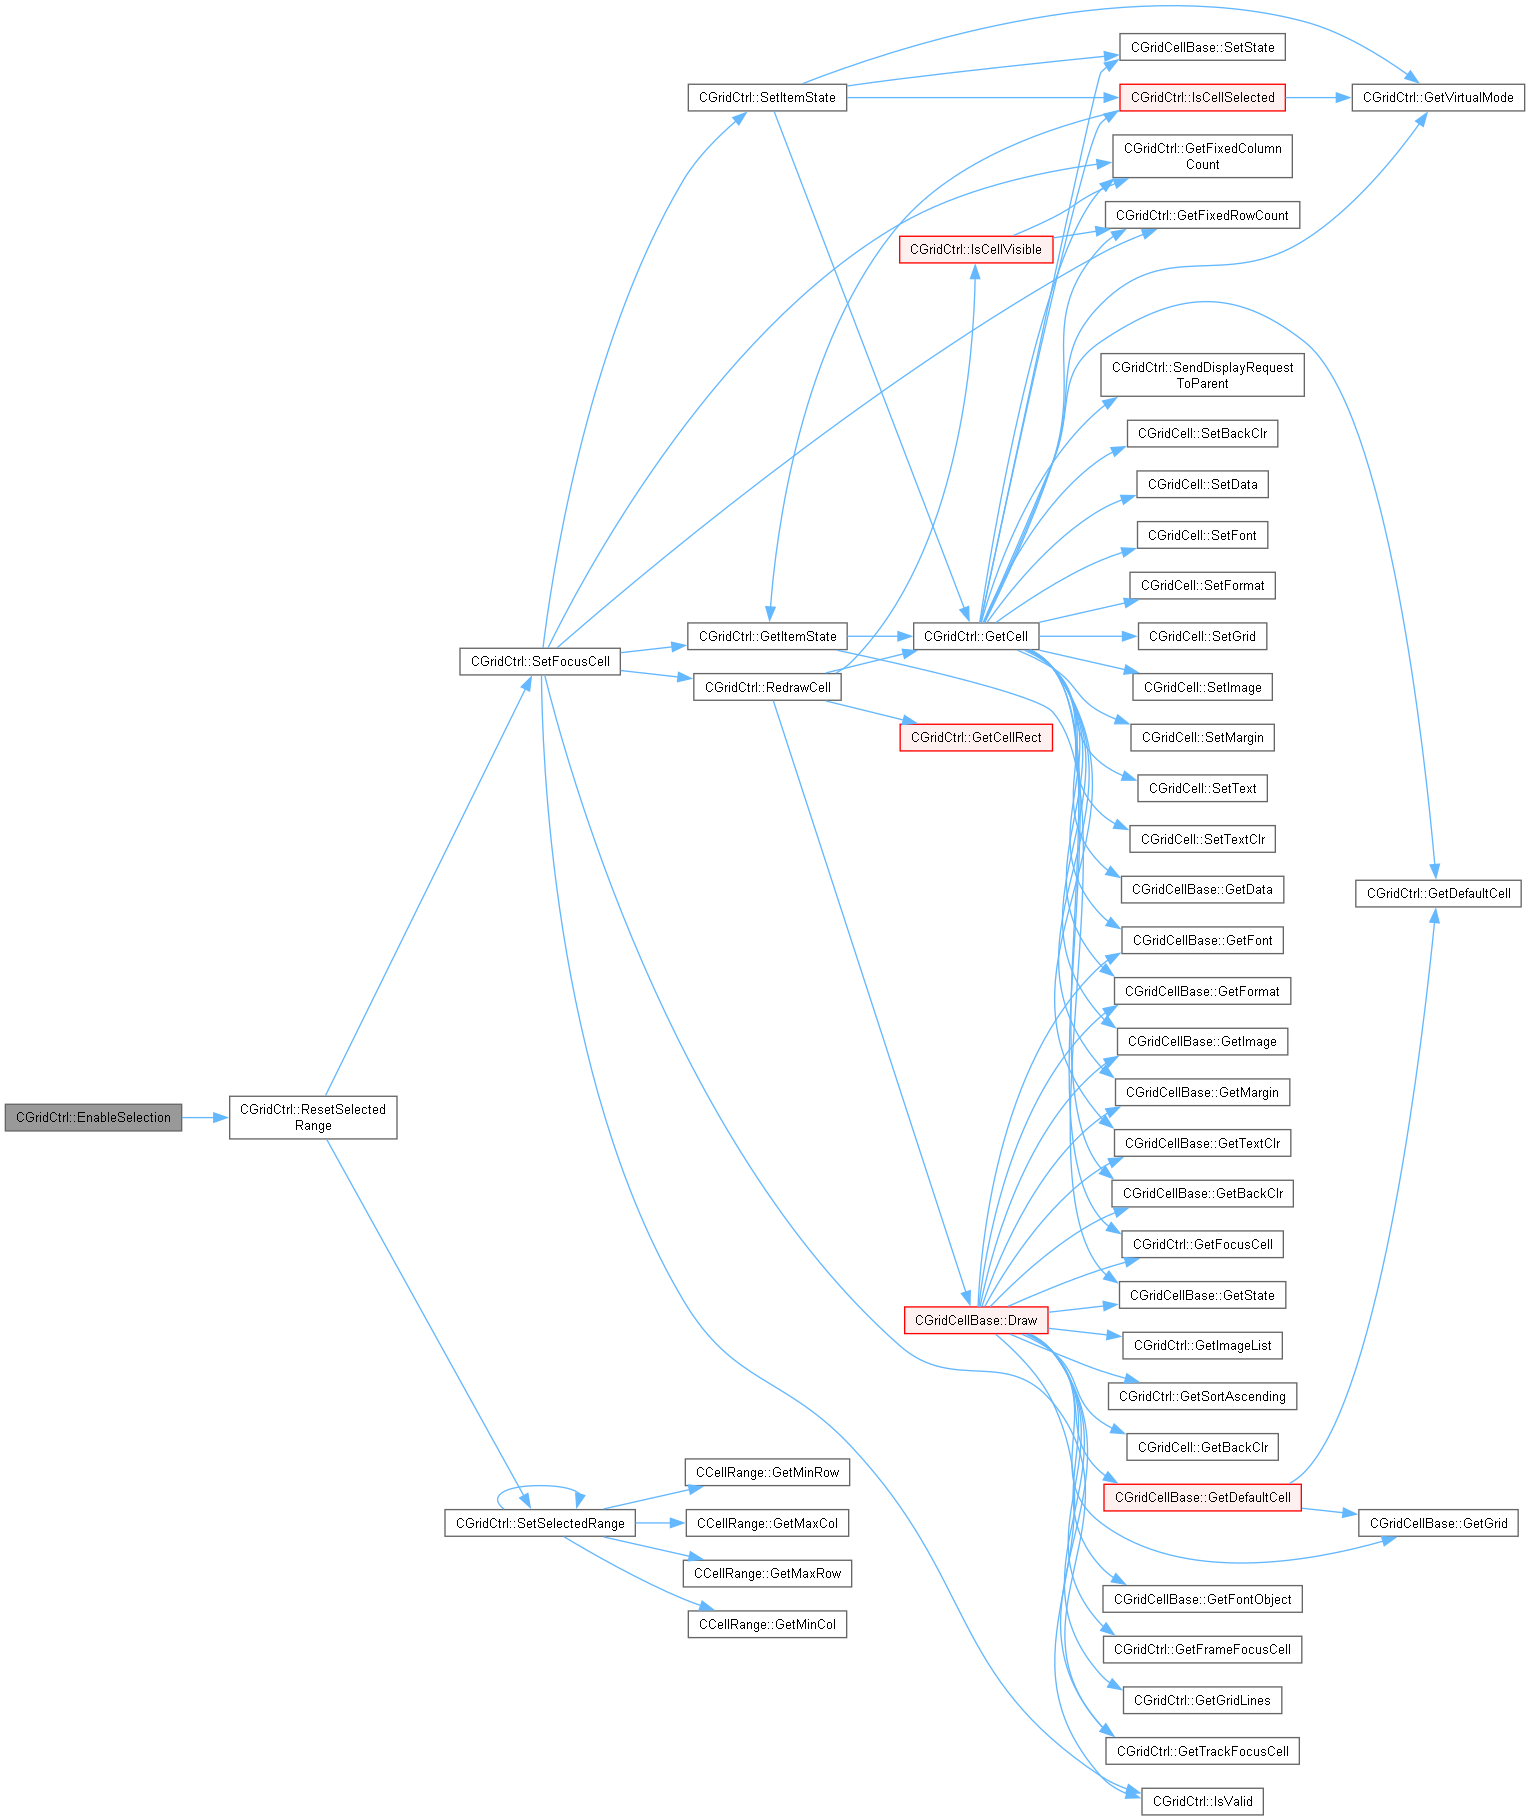 CGridCtrl::EnableSelection
CGridCtrl::ResetSelected
Range
CGridCtrl::SetFocusCell
CGridCtrl::SetSelectedRange
CGridCtrl::SetItemState
CGridCtrl::GetItemState
CGridCtrl::RedrawCell
CCellRange::GetMinRow
CCellRange::GetMaxCol
CCellRange::GetMaxRow
CCellRange::GetMinCol
CGridCtrl::IsCellVisible
CGridCtrl::GetCell
CGridCtrl::GetCellRect
CGridCellBase::Draw
CGridCellBase::SetState
CGridCtrl::IsCellSelected
CGridCtrl::GetFixedColumn
Count
CGridCtrl::GetFixedRowCount
CGridCtrl::SendDisplayRequest
ToParent
CGridCell::SetBackClr
CGridCell::SetData
CGridCell::SetFont
CGridCell::SetFormat
CGridCell::SetGrid
CGridCell::SetImage
CGridCell::SetMargin
CGridCell::SetText
CGridCell::SetTextClr
CGridCellBase::GetData
CGridCellBase::GetFont
CGridCellBase::GetFormat
CGridCellBase::GetImage
CGridCellBase::GetMargin
CGridCellBase::GetTextClr
CGridCellBase::GetBackClr
CGridCtrl::GetFocusCell
CGridCellBase::GetState
CGridCtrl::GetImageList
CGridCtrl::GetSortAscending
CGridCell::GetBackClr
CGridCellBase::GetDefaultCell
CGridCellBase::GetFontObject
CGridCtrl::GetFrameFocusCell
CGridCtrl::GetGridLines
CGridCtrl::GetTrackFocusCell
CGridCtrl::IsValid
CGridCtrl::GetVirtualMode
CGridCtrl::GetDefaultCell
CGridCellBase::GetGrid